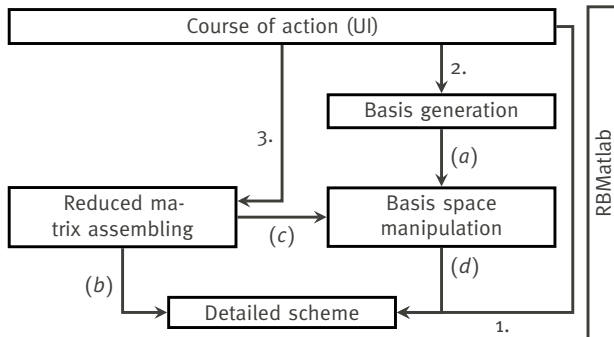 Course of action (UI)
2.
Basis generation
3.
(a)
Reduced ma-
trix assembling
(c)
Basis space
manipulation
(b)
(d)
Detailed scheme
1.
RBMatlab